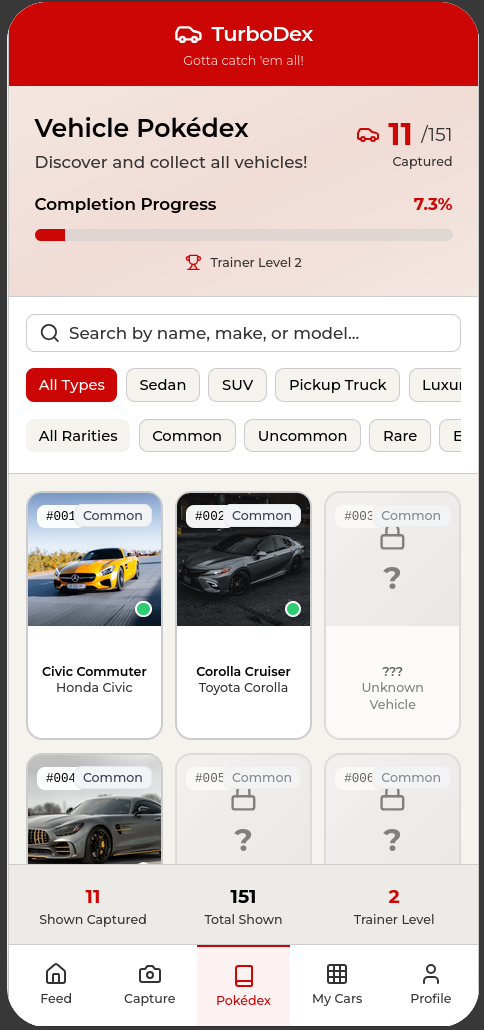 TurboDex
Gotta catch 'em all!
Vehicle Pokédex
11 /151
Discover and collect all vehicles!
Captured
Completion Progress
7.3%
Trainer Level 2
Search by name, make, or model...
All Types
Sedan
SUV
Pickup Truck
Luxu
All Rarities
Common
Uncommon
Rare
E
#001
Common
#002
Common
#003
Common
?
Civic Commuter
Honda Civic
Corolla Cruiser
Toyota Corolla
???
Unknown
Vehicle
#004
Common
#005
Common
?
#006
Common
?
11
Shown Captured
151
Total Shown
2
Trainer Level
Feed
Capture
Pokédex
My Cars
Profile